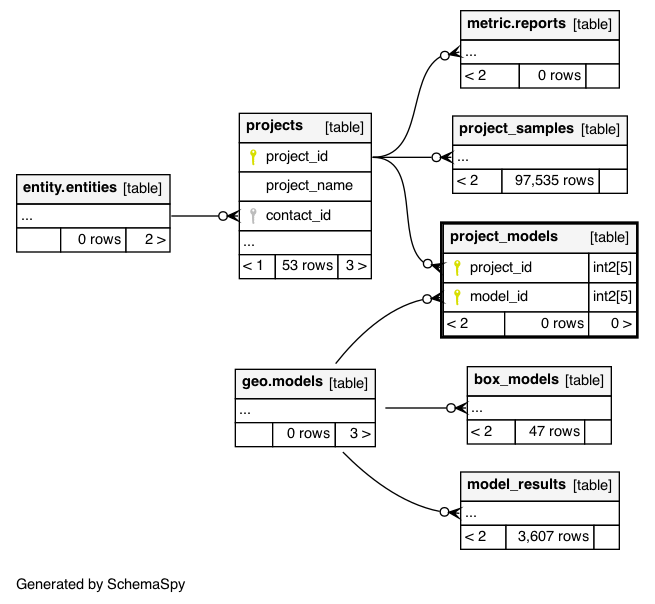 metric.reports [table]
...
< 2 0 rows
projects [table]
project_id
project_name
contact_id
...
< 1 53 rows 3 >
project_samples [table]
...
< 2 97,535 rows
entity.entities [table]
...
0 rows 2 >
project_models [table]
project_id int2[5]
model_id int2[5]
< 2 0 rows 0 >
geo.models [table]
...
0 rows 3 >
box_models [table]
...
< 2 47 rows
model_results [table]
...
< 2 3,607 rows
Generated by SchemaSpy